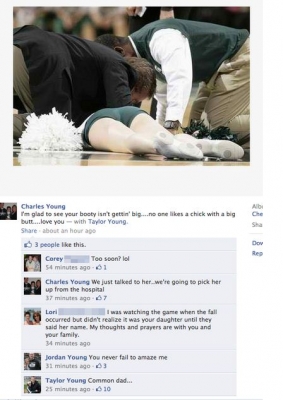 Charles Young
I'm glad to see your booty isn't gettin' big....no one likes a chick with a big
butt....love you — with Taylor Young.
Share · about an hour ago
3 people like this.
Corey Too soon? lol
54 minutes ago · 1
Charles Young We just talked to her..we're going to pick her
up from the hospital
37 minutes ago · 7
Lori I was watching the game when the fall
occurred but didn't realize it was your daughter until they
said her name. My thoughts and prayers are with you and
your family.
34 minutes ago
Jordan Young You never fail to amaze me
31 minutes ago · 3
Taylor Young Common dad...
25 minutes ago · 10
Albu
Che
Sha
Dow
Rep